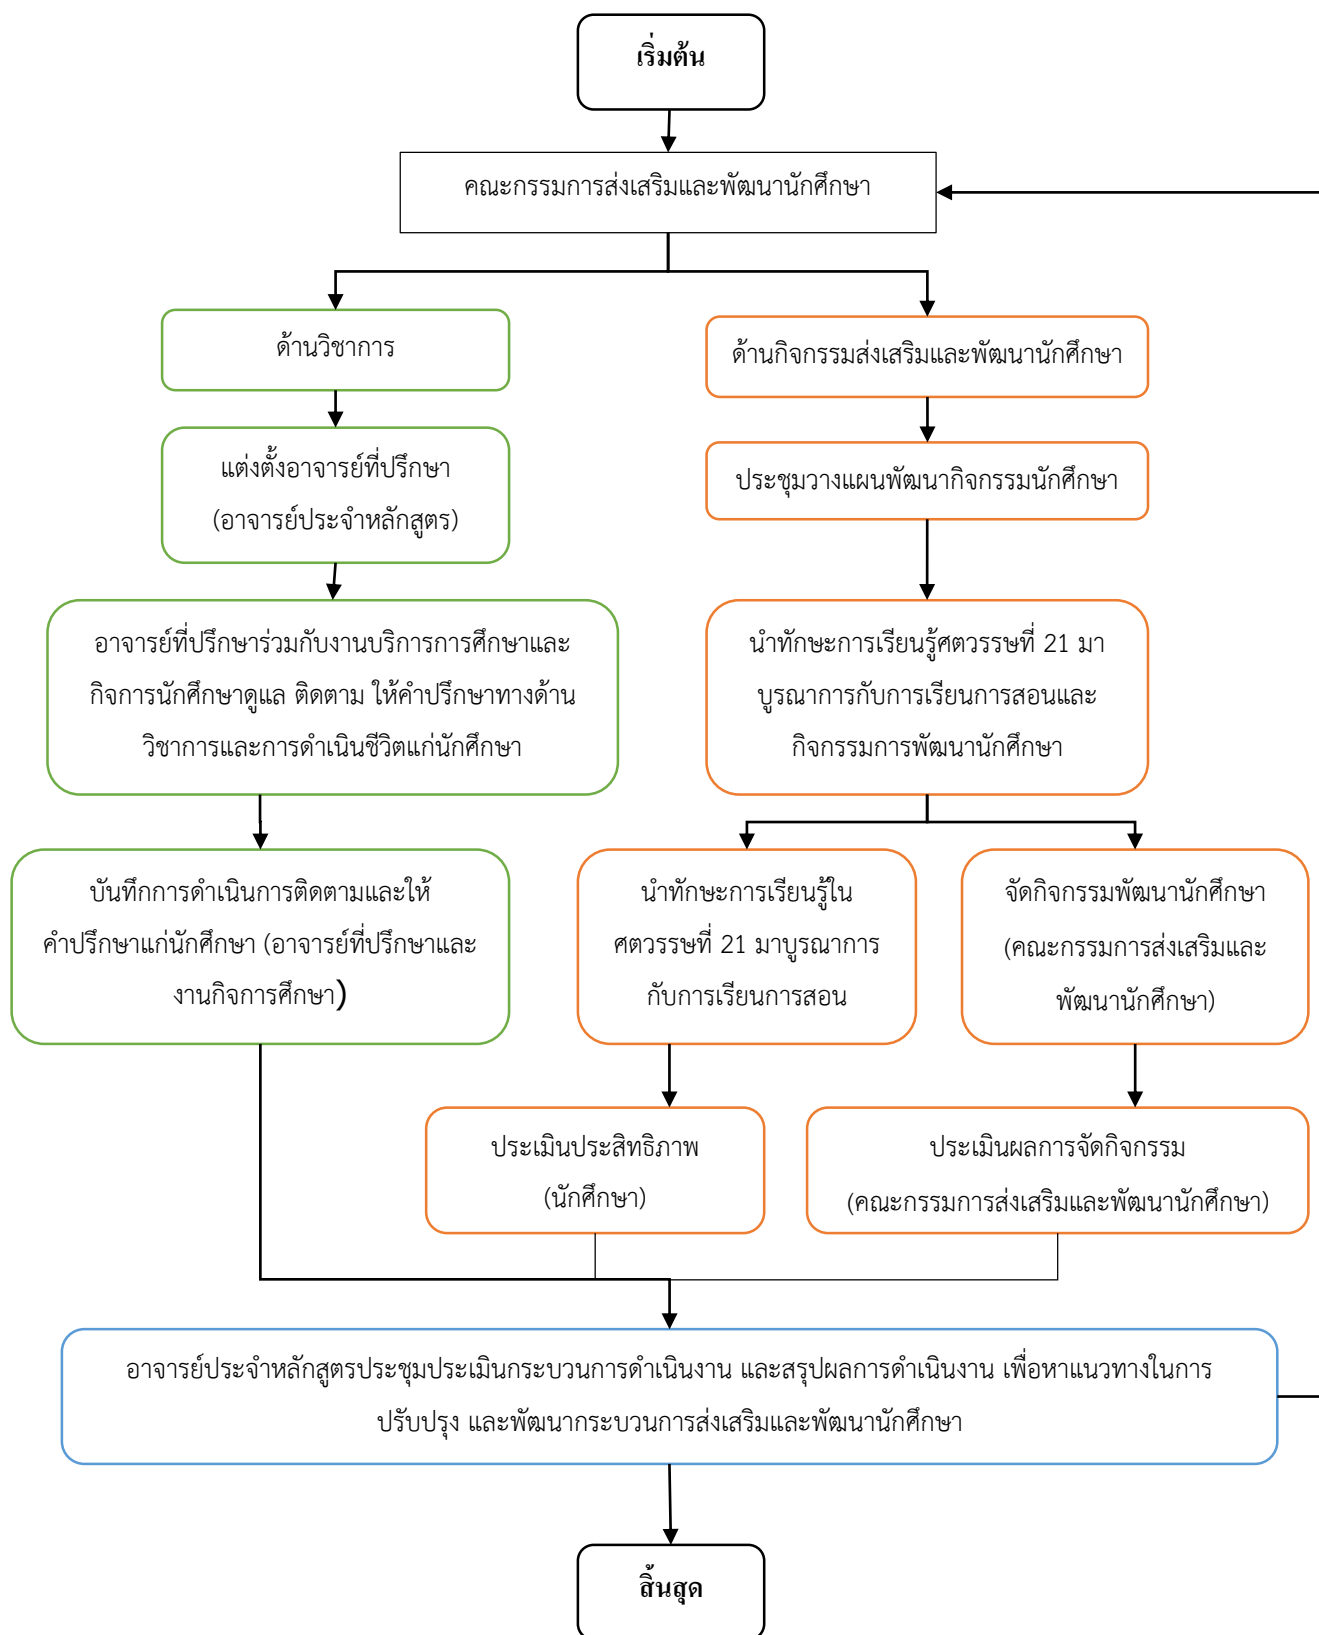 เริ่มต้น
คณะกรรมการส่งเสริมและพัฒนานักศึกษา
ด้านวิชาการ
ด้านกิจกรรมส่งเสริมและพัฒนานักศึกษา
แต่งตั้งอาจารย์ที่ปรึกษา
(อาจารย์ประจำหลักสูตร)
ประชุมวางแผนพัฒนากิจกรรมนักศึกษา
อาจารย์ที่ปรึกษาร่วมกับงานบริการการศึกษาและ
กิจการนักศึกษาดูแล ติดตาม ให้คำปรึกษาทางด้าน
วิชาการและการดำเนินชีวิตแก่นักศึกษา
นำทักษะการเรียนรู้ศตวรรษที่ 21 มา
บูรณาการกับการเรียนการสอนและ
กิจกรรมการพัฒนานักศึกษา
บันทึกการดำเนินการติดตามและให้
คำปรึกษาแก่นักศึกษา (อาจารย์ที่ปรึกษาและ
งานกิจการศึกษา)
นำทักษะการเรียนรู้ใน
ศตวรรษที่ 21 มาบูรณาการ
กับการเรียนการสอน
จัดกิจกรรมพัฒนานักศึกษา
(คณะกรรมการส่งเสริมและ
พัฒนานักศึกษา)
ประเมินประสิทธิภาพ
(นักศึกษา)
ประเมินผลการจัดกิจกรรม
(คณะกรรมการส่งเสริมและพัฒนานักศึกษา)
อาจารย์ประจำหลักสูตรประชุมประเมินกระบวนการดำเนินงาน และสรุปผลการดำเนินงาน เพื่อหาแนวทางในการ
ปรับปรุง และพัฒนากระบวนการส่งเสริมและพัฒนานักศึกษา
สิ้นสุด